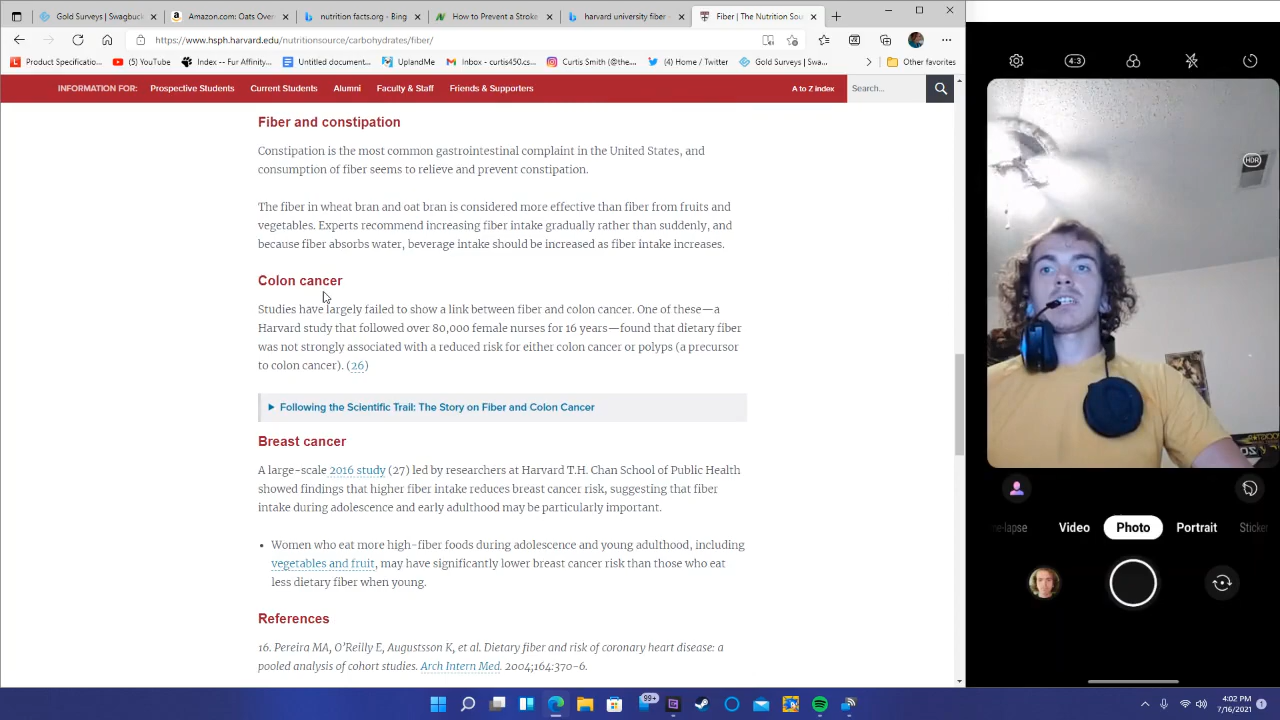 Gold Surveys | Swagbuck
Amazon.com. Spend less
nutrition facts.org - Bing
How to Prevent a Stroke
harvard university fiber -
Fiber | The Nutrition Sou
https://www.hsph.harvard.edu/nutritionsource/carbohydrates/fiber/
Product Specificatio...
(5) YouTube
Index -- Fur Affinity...
Untitled document...
UplandMe
Inbox - curtis450.cs...
Curtis Smith (@the...
(4) Home / Twitter
Gold Surveys | Swa...
Other favorites
INFORMATION FOR: Prospective Students Current Students Alumni Faculty & Staff Friends & Supporters A to Z index Search...
Fiber and constipation
Constipation is the most common gastrointestinal complaint in the United States, and
consumption of fiber seems to relieve and prevent constipation.
The fiber in wheat bran and oat bran is considered more effective than fiber from fruits and
vegetables. Experts recommend increasing fiber intake gradually rather than suddenly, and
because fiber absorbs water, beverage intake should be increased as fiber intake increases.
Colon cancer
Studies have largely failed to show a link between fiber and colon cancer. One of these—a
Harvard study that followed over 80,000 female nurses for 16 years—found that dietary fiber
was not strongly associated with a reduced risk for either colon cancer or polyps (a precursor
to colon cancer). (26)
Following the Scientific Trail: The Story on Fiber and Colon Cancer
Breast cancer
A large-scale 2016 study (27) led by researchers at Harvard T.H. Chan School of Public Health
showed findings that higher fiber intake reduces breast cancer risk, suggesting that fiber
intake during adolescence and early adulthood may be particularly important.
• Women who eat more high-fiber foods during adolescence and young adulthood, including
vegetables and fruit, may have significantly lower breast cancer risk than those who eat
less dietary fiber when young.
References
16. Pereira MA, O'Reilly E, Augustsson K, et al. Dietary fiber and risk of coronary heart disease: a
pooled analysis of cohort studies. Arch Intern Med. 2004;164:370-6.
4:3
HDR
e-lapse Video Photo Portrait Sticker
99+
4:02 PM
7/16/2021
1